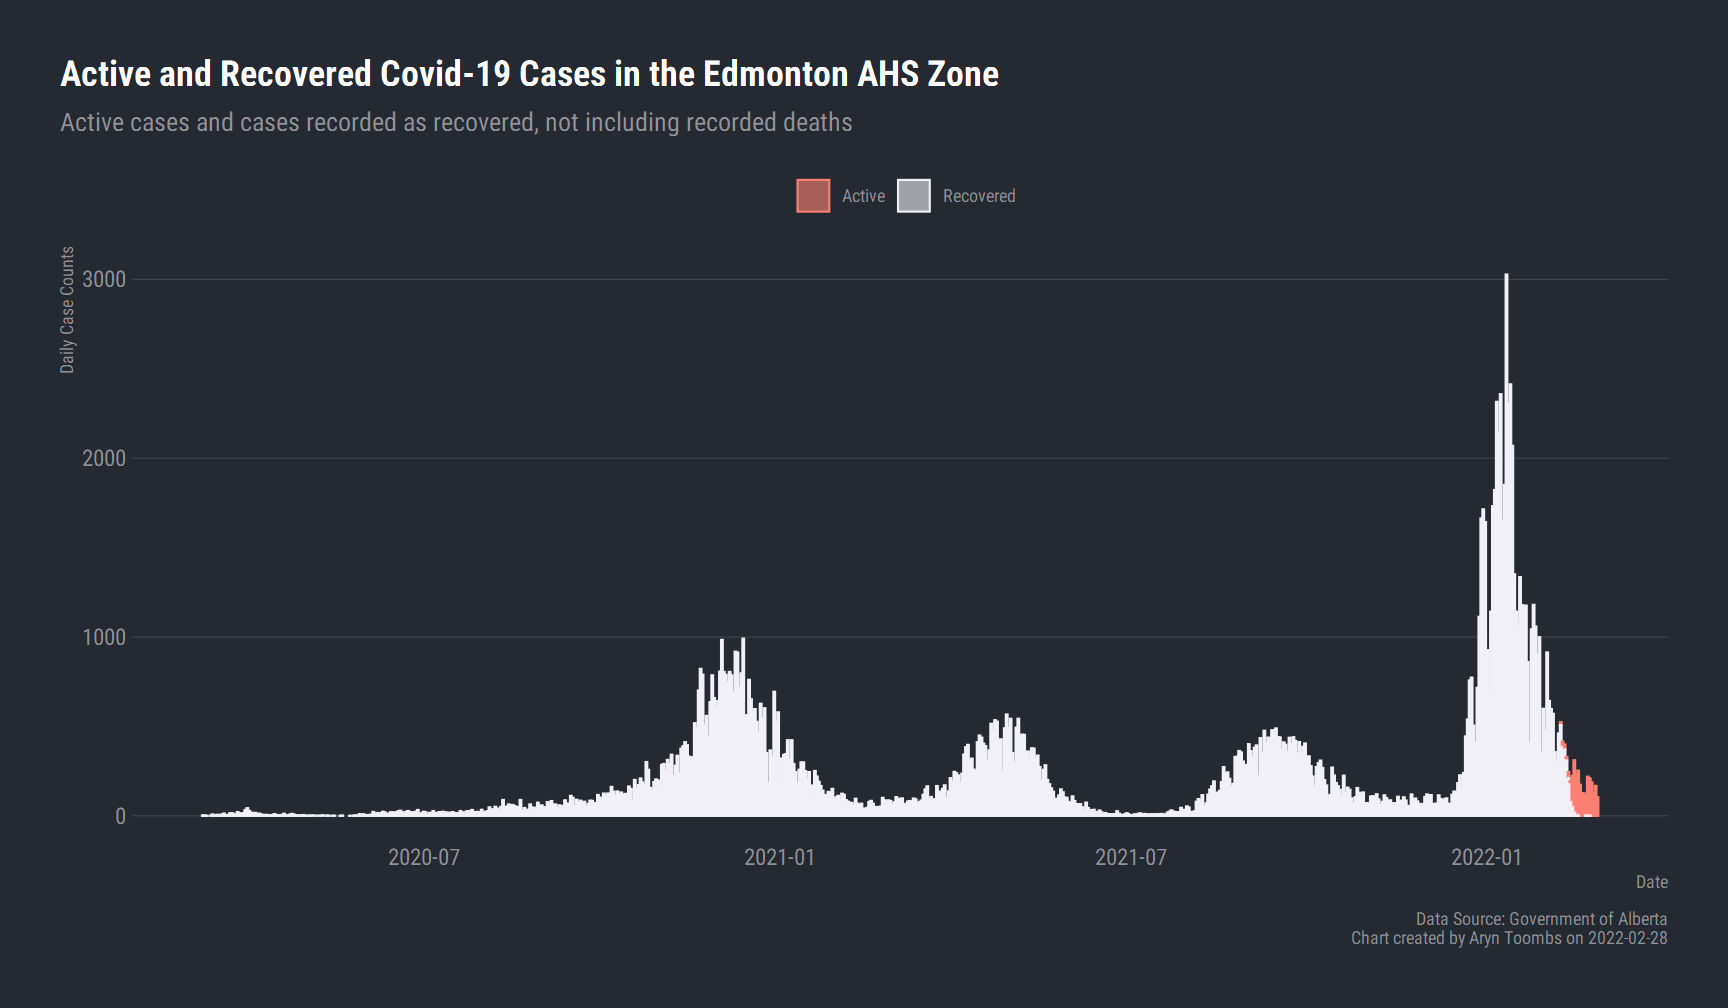 Active and Recovered Covid-19 Cases in the Edmonton AHS Zone
Active cases and cases recorded as recovered, not including recorded deaths
Active
Recovered
Daily Case Counts
3000
2000
1000
0
2020-07
2021-01
2021-07
2022-01
Date
Data Source: Government of Alberta
Chart created by Aryn Toombs on 2022-02-28